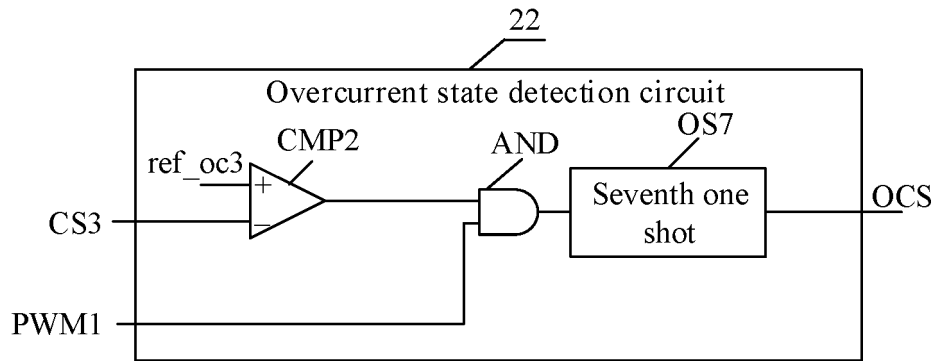 22
Overcurrent state detection circuit
OS7
CMP2
AND
ref_oc3
+
Seventh one
shot
OCS
CS3
−
PWM1